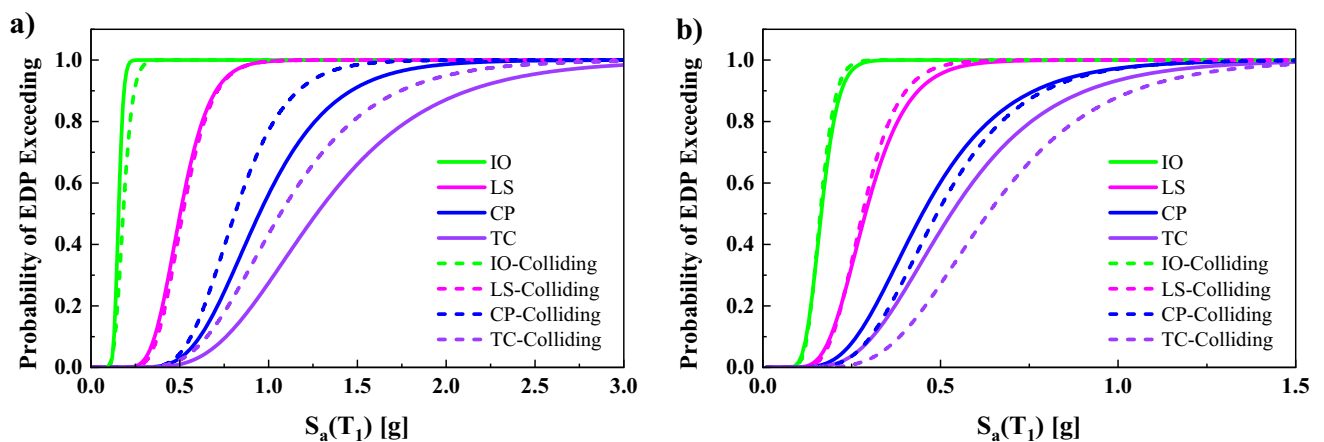 a)
Probability of EDP Exceeding
1.0
0.8
0.6
0.4
0.2
0.0
IO
LS
CP
TC
IO-Colliding
LS-Colliding
CP-Colliding
TC-Colliding
0.0 0.5 1.0 1.5 2.0 2.5 3.0
Sa(T1) [g]
b)
Probability of EDP Exceeding
1.0
0.8
0.6
0.4
0.2
0.0
IO
LS
CP
TC
IO-Colliding
LS-Colliding
CP-Colliding
TC-Colliding
0.0 0.5 1.0 1.5
Sa(T1) [g]